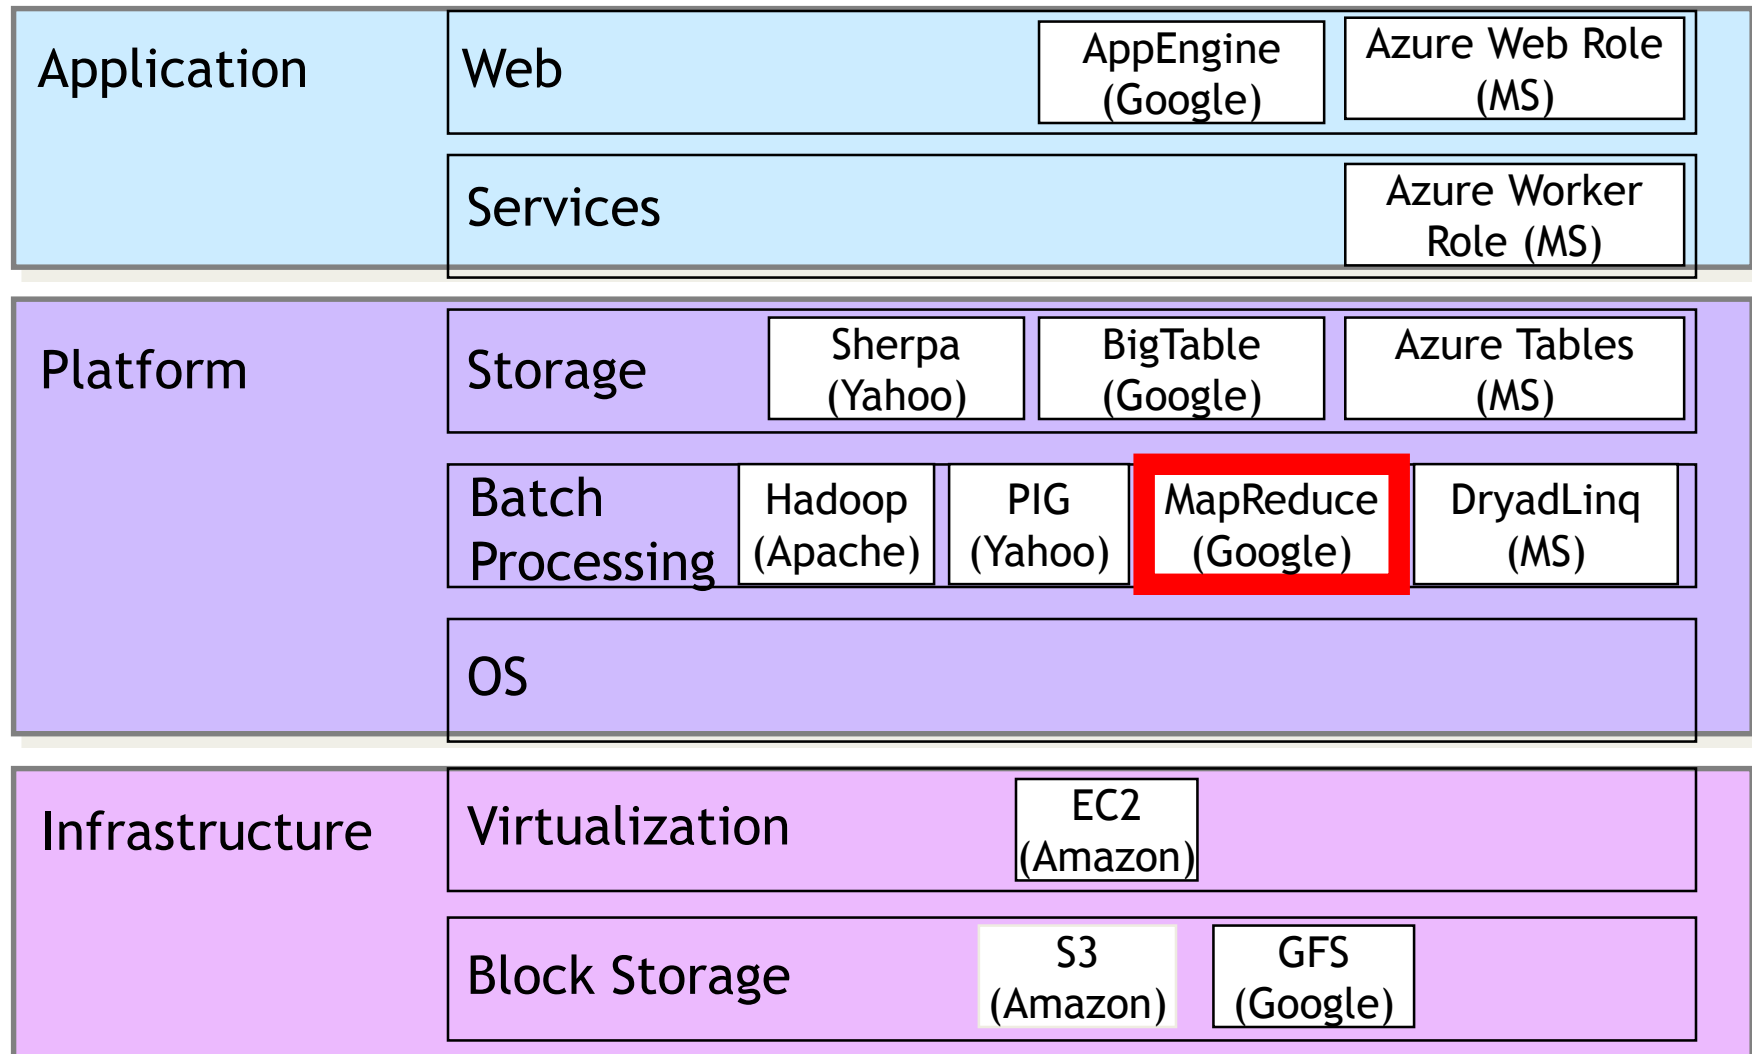 Application
Web
AppEngine
(Google)
Azure Web Role
(MS)
Services
Azure Worker
Role (MS)
Platform
Storage
Sherpa
(Yahoo)
BigTable
(Google)
Azure Tables
(MS)
Batch
Processing
Hadoop
(Apache)
PIG
(Yahoo)
MapReduce
(Google)
DryadLinq
(MS)
OS
Infrastructure
Virtualization
EC2
(Amazon)
Block Storage
S3
(Amazon)
GFS
(Google)